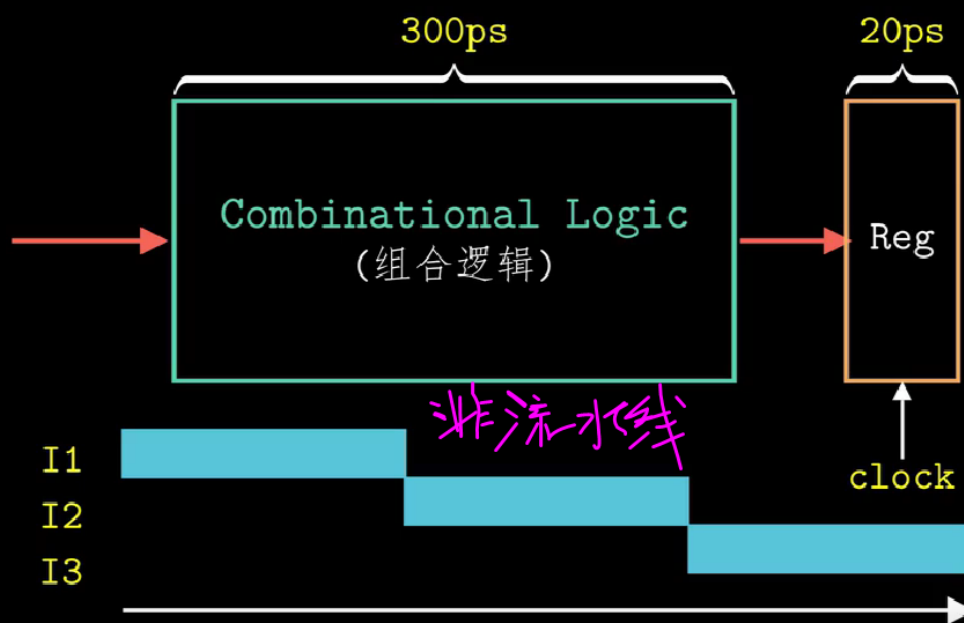 300ps
20ps
Combinational Logic
(组合逻辑)
Reg
非流水线
clock
I1
I2
I3